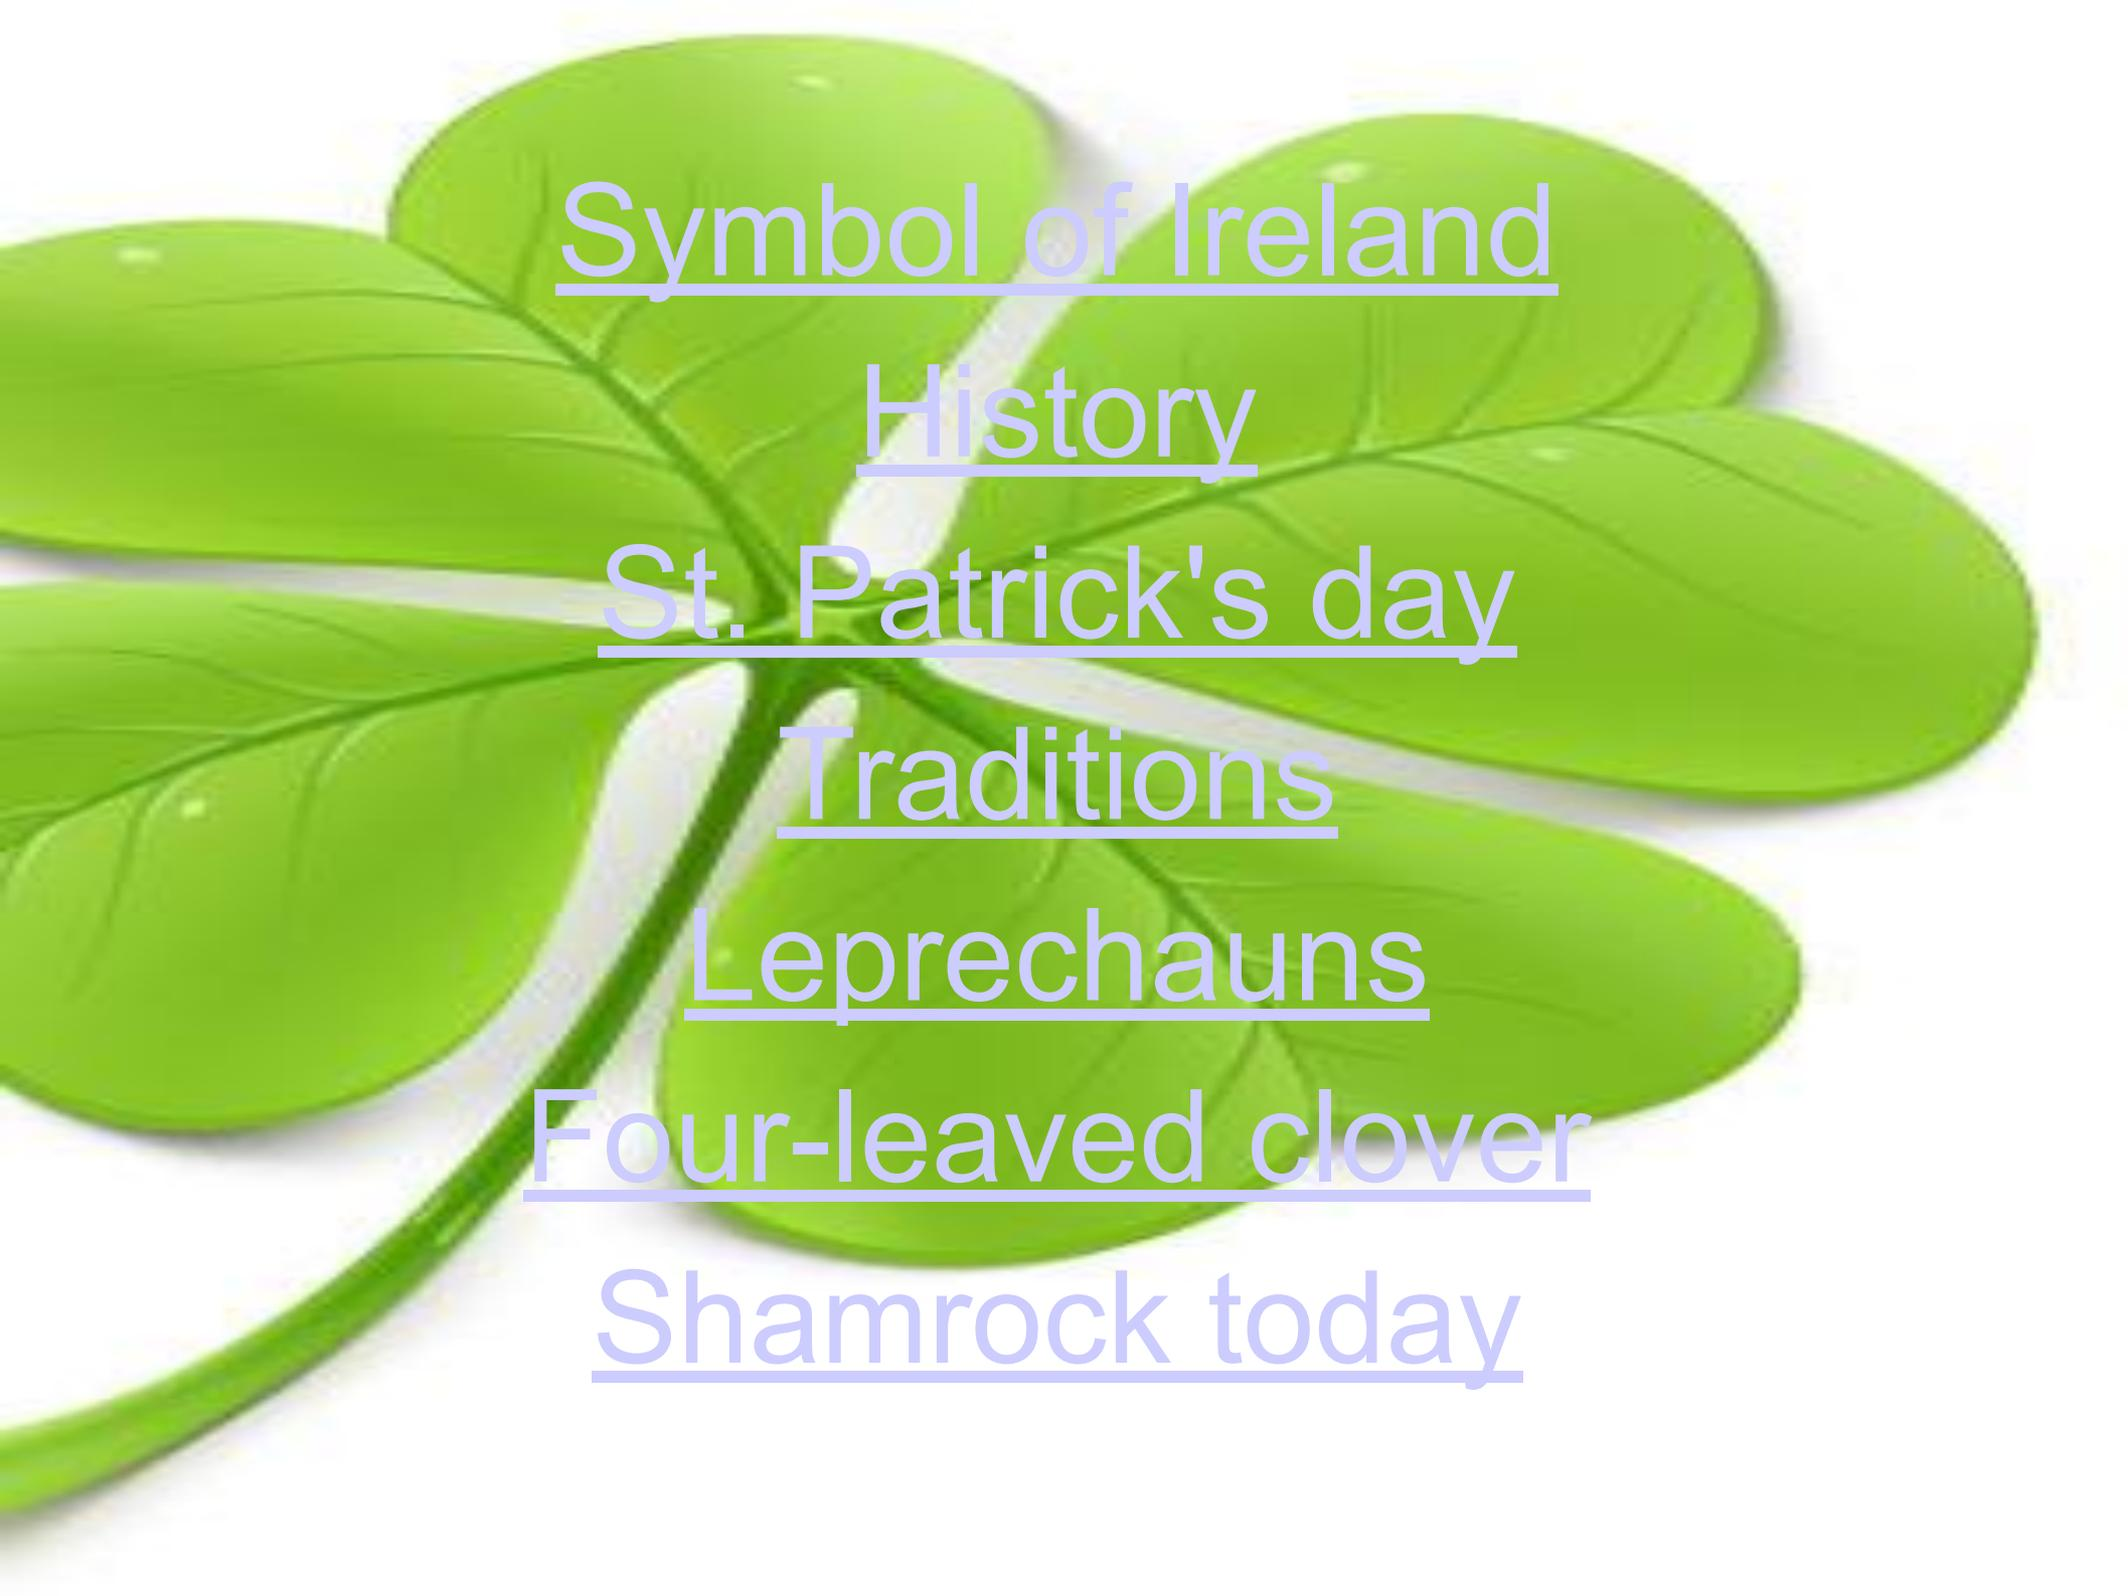 Symbol of Ireland
History
St. Patrick's day
Traditions
Leprechauns
Four-leaved clover
Shamrock today